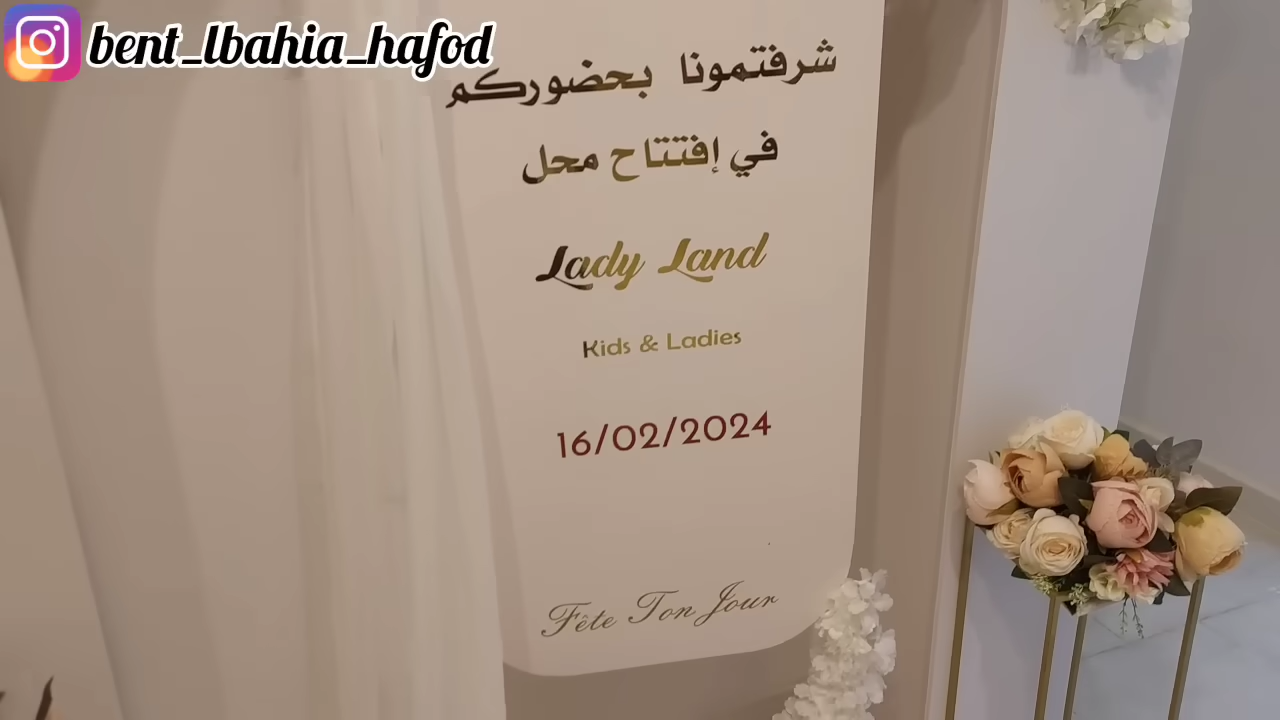 bent_lbahia_hafod
شرفتمونا بحضوركم
في إفتتاح محل
Lady Land
Kids & Ladies
16/02/2024
Fête Ton Jour